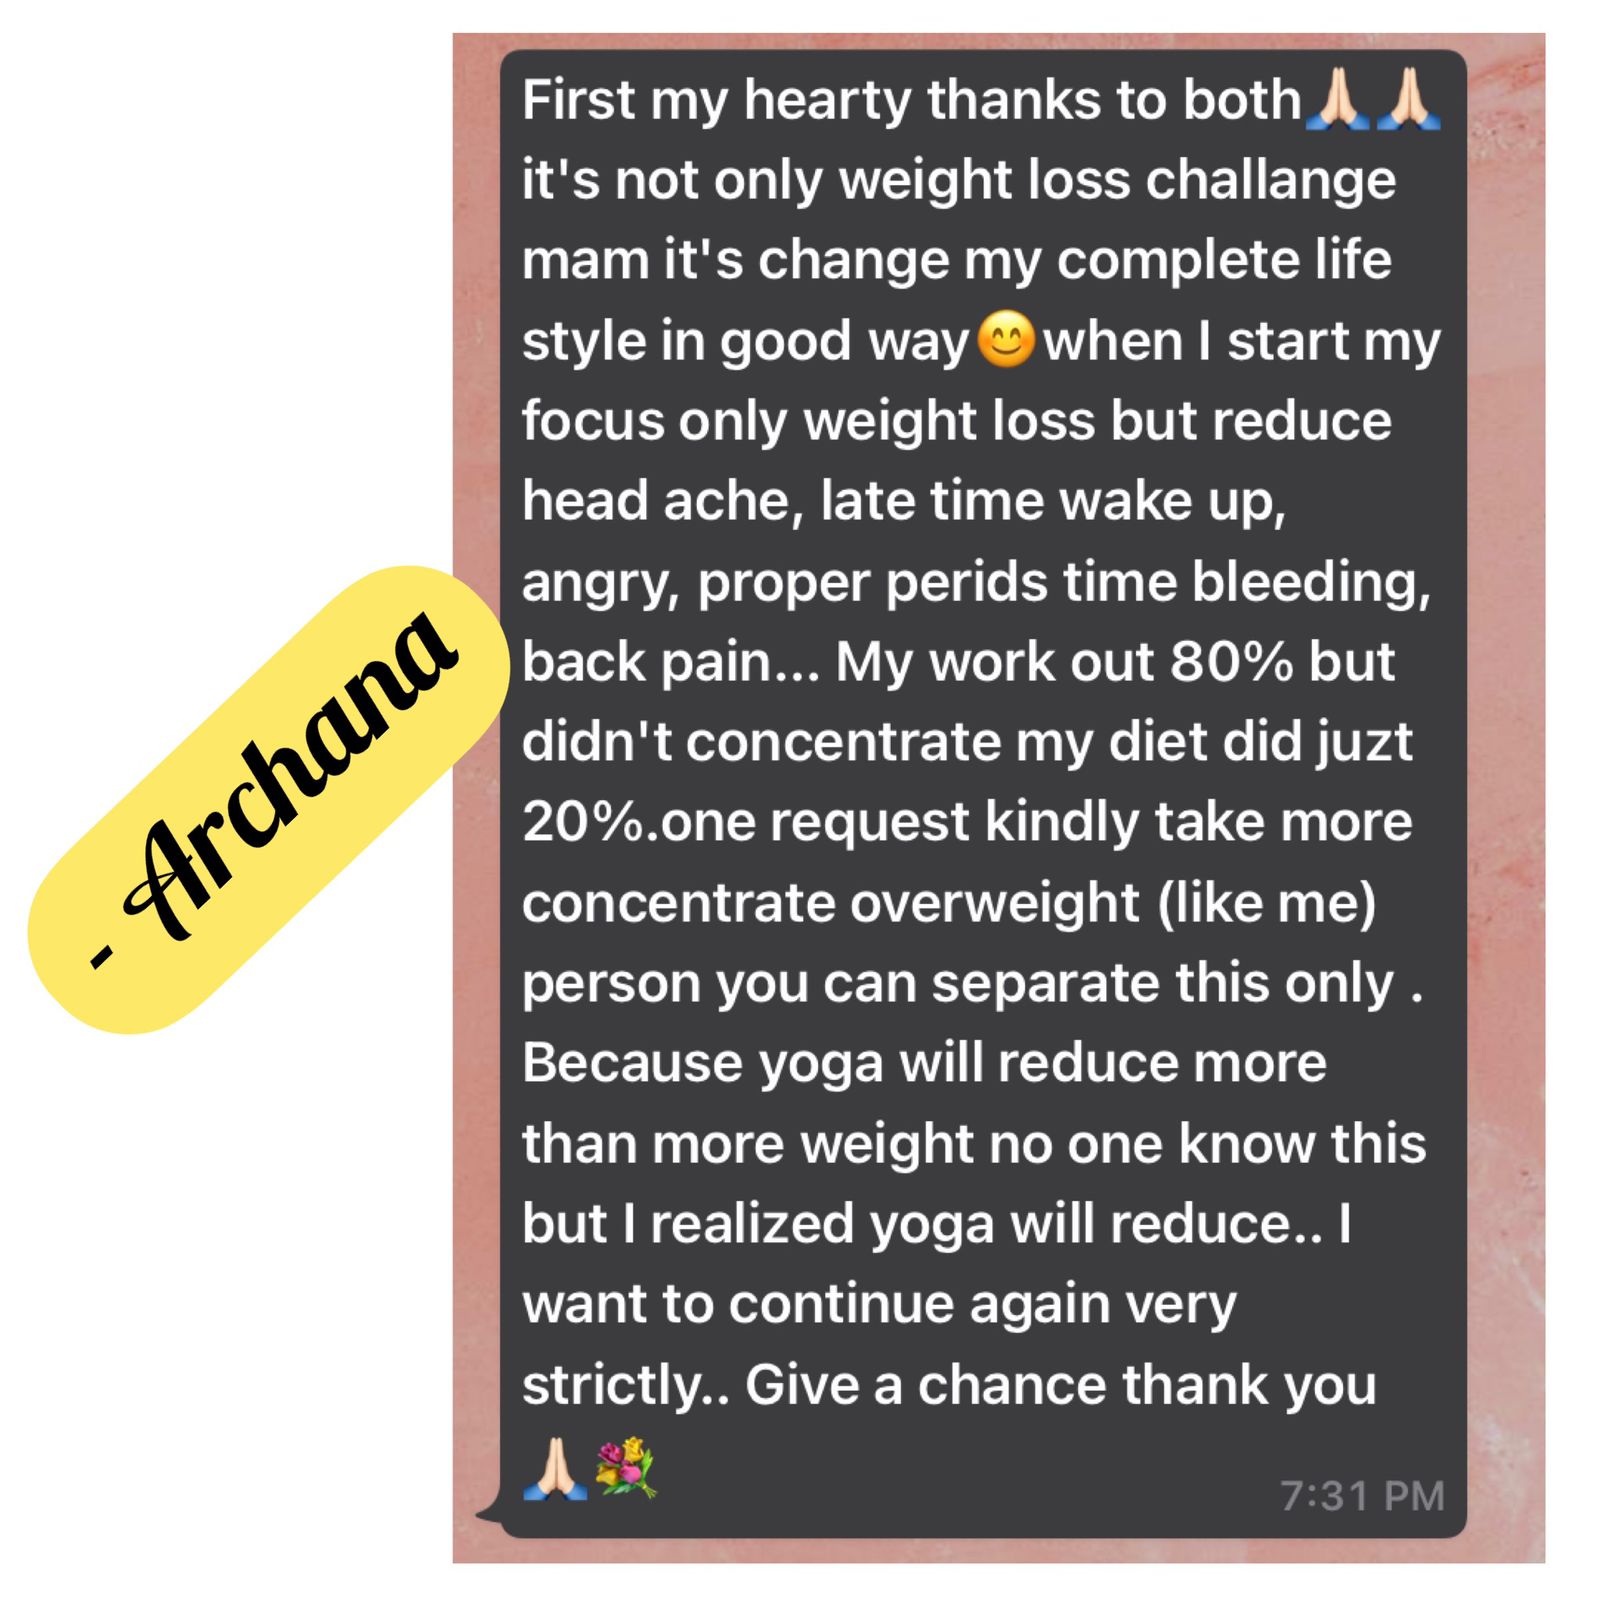 First my hearty thanks to both🙏🏻🙏🏻
it's not only weight loss challange
mam it's change my complete life
style in good way😊when I start my
focus only weight loss but reduce
head ache, late time wake up,
angry, proper perids time bleeding,
back pain... My work out 80% but
didn't concentrate my diet did juzt
20%.one request kindly take more
concentrate overweight (like me)
person you can separate this only .
Because yoga will reduce more
than more weight no one know this
but I realized yoga will reduce.. I
want to continue again very
strictly.. Give a chance thank you
🙏🏻💐
7:31 PM
- Archana